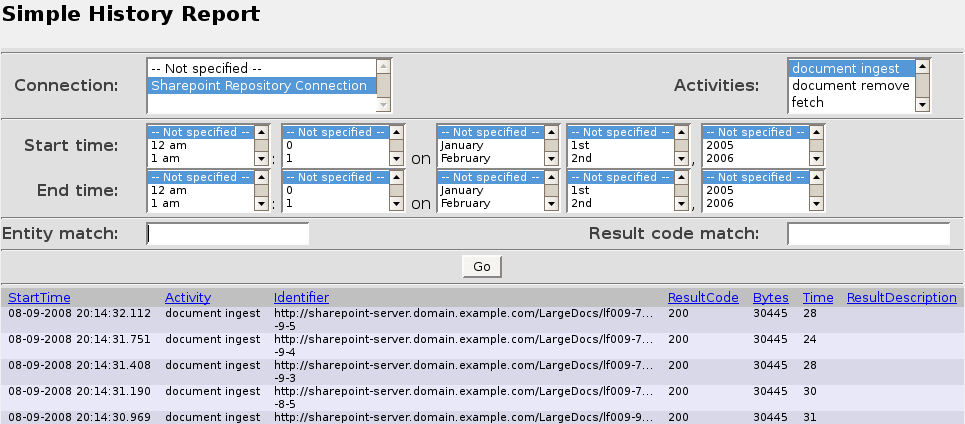 Simple History Report
Connection: -- Not specified -- Activities: document ingest
Sharepoint Repository Connection document remove
fetch
-- Not specified -- -- Not specified -- -- Not specified -- -- Not specified -- -- Not specified --
Start time: 12 am 0 January 1st 2005
1 am : 1 on February 2nd , 2006
-- Not specified -- -- Not specified -- -- Not specified -- -- Not specified -- -- Not specified --
End time: 12 am 0 January 1st 2005
1 am : 1 on February 2nd , 2006
Entity match: Result code match:
Go
StartTime Activity Identifier ResultCode Bytes Time ResultDescription
08-09-2008 20:14:32.112 document ingest http://sharepoint-server.domain.example.com/LargeDocs/lf009-7... 200 30445 28
-9-5
08-09-2008 20:14:31.751 document ingest http://sharepoint-server.domain.example.com/LargeDocs/lf009-7... 200 30445 24
-9-4
08-09-2008 20:14:31.408 document ingest http://sharepoint-server.domain.example.com/LargeDocs/lf009-7... 200 30445 28
-9-3
08-09-2008 20:14:31.190 document ingest http://sharepoint-server.domain.example.com/LargeDocs/lf009-7... 200 30445 30
-8-5
08-09-2008 20:14:30.969 document ingest http://sharepoint-server.domain.example.com/LargeDocs/lf009-9... 200 30445 31